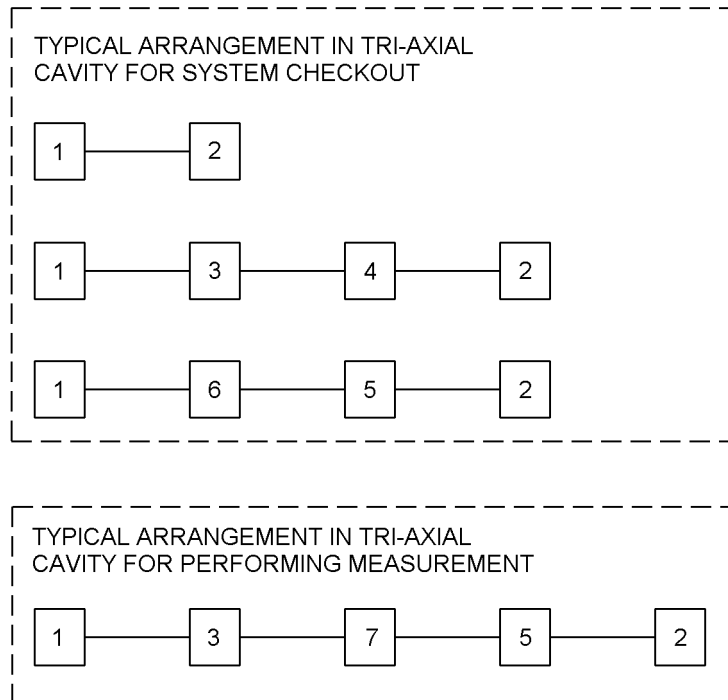 TYPICAL ARRANGEMENT IN TRI-AXIAL
CAVITY FOR SYSTEM CHECKOUT
1 2
1 3 4 2
1 6 5 2
TYPICAL ARRANGEMENT IN TRI-AXIAL
CAVITY FOR PERFORMING MEASUREMENT
1 3 7 5 2